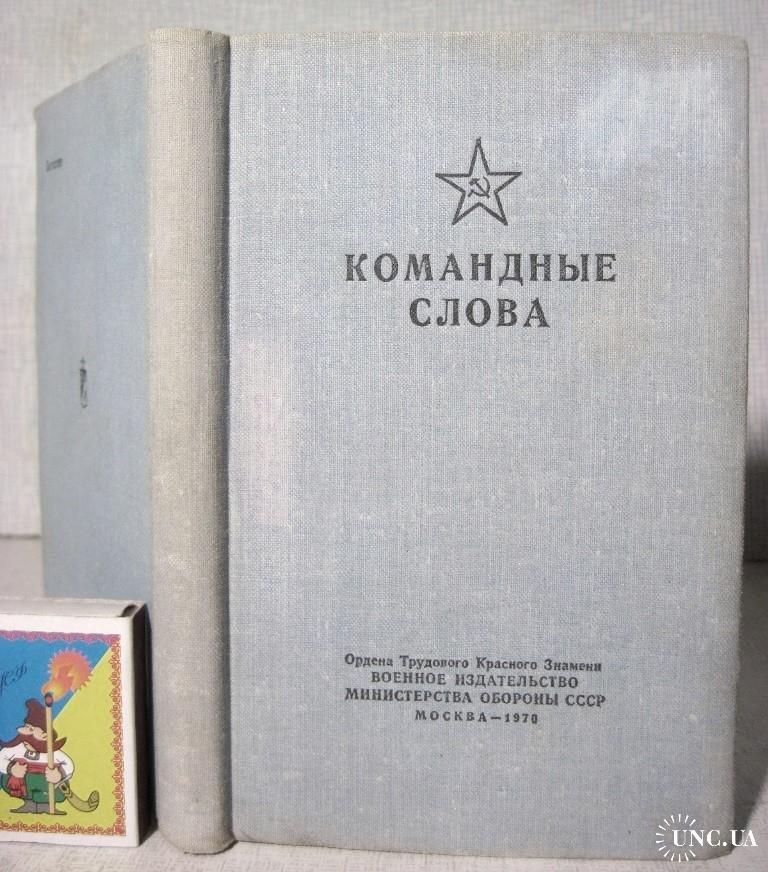 КОМАНДНЫЕ
СЛОВА
Ордена Трудового Красного Знамени
ВОЕННОЕ ИЗДАТЕЛЬСТВО
МИНИСТЕРСТВА ОБОРОНЫ СССР
МОСКВА—1970
UNC.UA